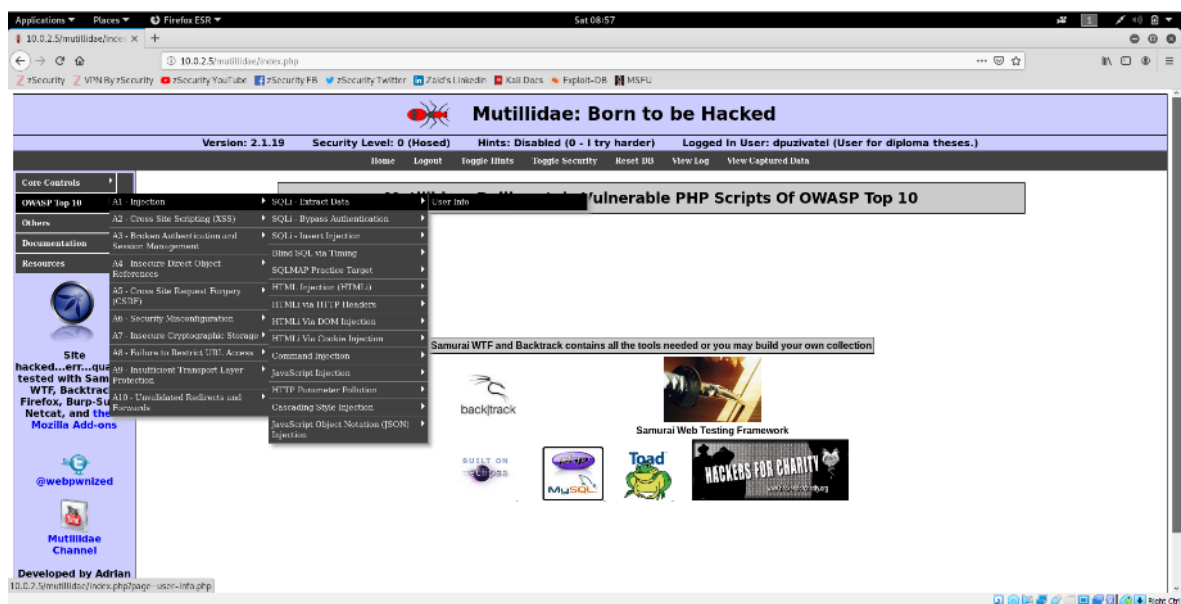 Applications Places Firefox ESR Sat 08:57 1
10.0.2.5/mutillidae/index × +
10.0.2.5/mutillidae/index.php
zSecurity VPN By zSecurity zSecurity YouTube zSecurity FB zSecurity Twitter Zaid's Linkedin Kali Docs Exploit-DB MSFU
Mutillidae: Born to be Hacked
Version: 2.1.19 Security Level: 0 (Hosed) Hints: Disabled (0 - I try harder) Logged In User: dpuzivatel (User for diploma theses.)
Home Logout Toggle Hints Toggle Security Reset DB View Log View Captured Data
Core Controls
OWASP Top 10
Others
Documentation
Resources
A1 - Injection
A2 - Cross Site Scripting (XSS)
A3 - Broken Authentication and
Session Management
A4 - Insecure Direct Object
References
A5 - Cross Site Request Forgery
(CSRF)
A6 - Security Misconfiguration
A7 - Insecure Cryptographic Storage
A8 - Failure to Restrict URL Access
A9 - Insufficient Transport Layer
Protection
A10 - Unvalidated Redirects and
Forwards
SQLi - Extract Data
SQLi - Bypass Authentication
SQLi - Insert Injection
Blind SQL via Timing
SQLMAP Practice Target
HTML Injection (HTMLi)
HTMLi via HTTP Headers
HTMLi Via DOM Injection
HTMLi Via Cookie Injection
Command Injection
JavaScript Injection
HTTP Parameter Pollution
Cascading Style Injection
JavaScript Object Notation (JSON)
Injection
User Info
Vulnerable PHP Scripts Of OWASP Top 10
Site
hacked...err...qua
tested with Sam
WTF, Backtrac
Firefox, Burp-Su
Netcat, and the
Mozilla Add-ons
@webpwnized
Mutillidae
Channel
Developed by Adrian
Samurai WTF and Backtrack contains all the tools needed or you may build your own collection
back|track
Samurai Web Testing Framework
BUILT ON
eclipse
php
MySQL
Toad
HACKERS FOR CHARITY
10.0.2.5/mutillidae/index.php?page=user-info.php
Right Ctrl